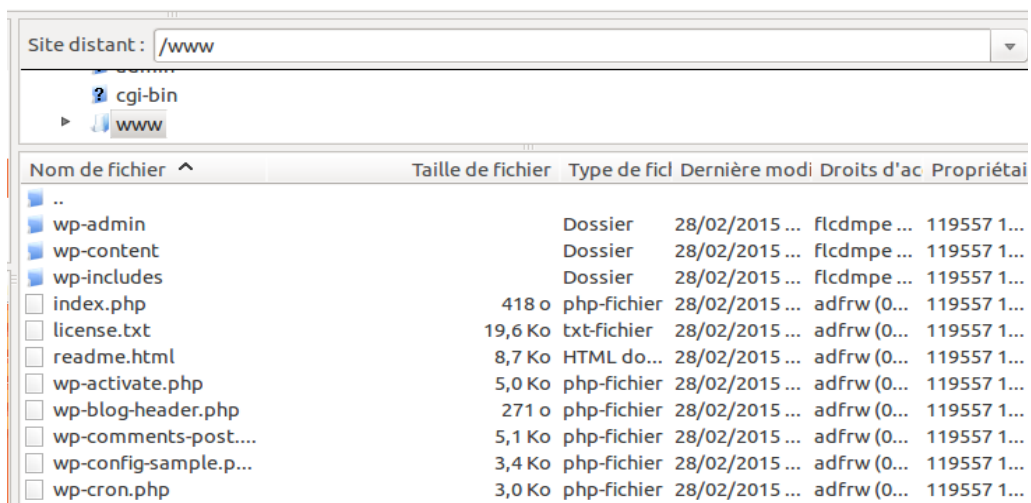 Site distant : /www
cgi-bin
www
Nom de fichier Taille de fichier Type de ficl Dernière modi Droits d'ac Propriétai
..
wp-admin Dossier 28/02/2015 ... flcdmpe ... 119557 1...
wp-content Dossier 28/02/2015 ... flcdmpe ... 119557 1...
wp-includes Dossier 28/02/2015 ... flcdmpe ... 119557 1...
index.php 418 o php-fichier 28/02/2015 ... adfrw (0... 119557 1...
license.txt 19,6 Ko txt-fichier 28/02/2015 ... adfrw (0... 119557 1...
readme.html 8,7 Ko HTML do... 28/02/2015 ... adfrw (0... 119557 1...
wp-activate.php 5,0 Ko php-fichier 28/02/2015 ... adfrw (0... 119557 1...
wp-blog-header.php 271 o php-fichier 28/02/2015 ... adfrw (0... 119557 1...
wp-comments-post.... 5,1 Ko php-fichier 28/02/2015 ... adfrw (0... 119557 1...
wp-config-sample.p... 3,4 Ko php-fichier 28/02/2015 ... adfrw (0... 119557 1...
wp-cron.php 3,0 Ko php-fichier 28/02/2015 ... adfrw (0... 119557 1...